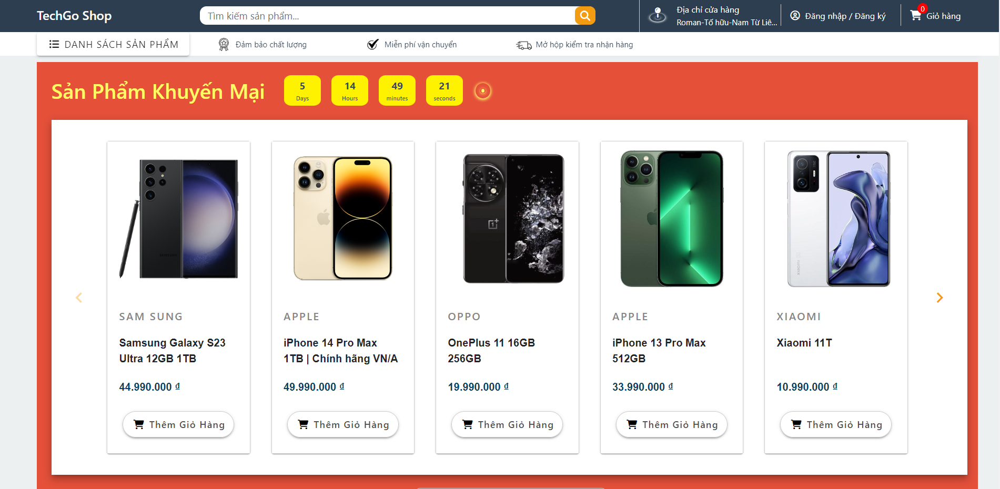 TechGo Shop
Tìm kiếm sản phẩm...
Địa chỉ cửa hàng
Roman-Tố hữu-Nam Từ Liê...
Đăng nhập / Đăng ký
0
Giỏ hàng
DANH SÁCH SẢN PHẨM
Đảm bảo chất lượng
Miễn phí vận chuyển
Mở hộp kiểm tra nhận hàng
Sản Phẩm Khuyến Mại
5
Days
14
Hours
49
minutes
21
seconds
SAM SUNG
Samsung Galaxy S23
Ultra 12GB 1TB
44.990.000 ₫
Thêm Giỏ Hàng
APPLE
iPhone 14 Pro Max
1TB | Chính hãng VN/A
49.990.000 ₫
Thêm Giỏ Hàng
OPPO
OnePlus 11 16GB
256GB
19.990.000 ₫
Thêm Giỏ Hàng
APPLE
iPhone 13 Pro Max
512GB
33.990.000 ₫
Thêm Giỏ Hàng
xiaomi
XIAOMI
Xiaomi 11T
10.990.000 ₫
Thêm Giỏ Hàng